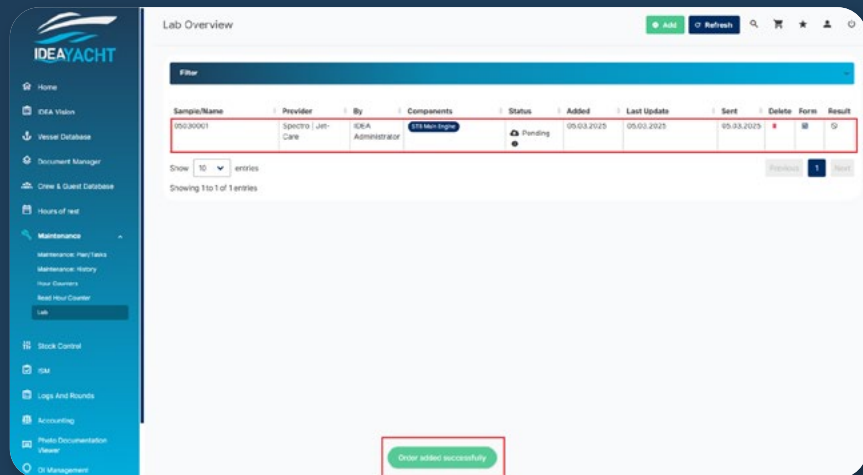 IDEAYACHT
Home
IDEA Vision
Vessel Database
Document Manager
Crew & Guest Database
Hours of rest
Maintenance
Maintenance: Plan/Tasks
Maintenance: History
Hour Counters
Read Hour Counter
Lab
Stock Control
ISM
Logs And Rounds
Accounting
Photo Documentation
Viewer
OI Management
Lab Overview
Add
Refresh
Filter
Sample/Name Provider By Components Status Added Last Update Sent Delete Form Result
05030001 Spectro | Jet-Care IDEA Administrator STB Main Engine Pending 05.03.2025 05.03.2025 05.03.2025
Show 10 entries
Previous 1 Next
Showing 1 to 1 of 1 entries
Order added successfully